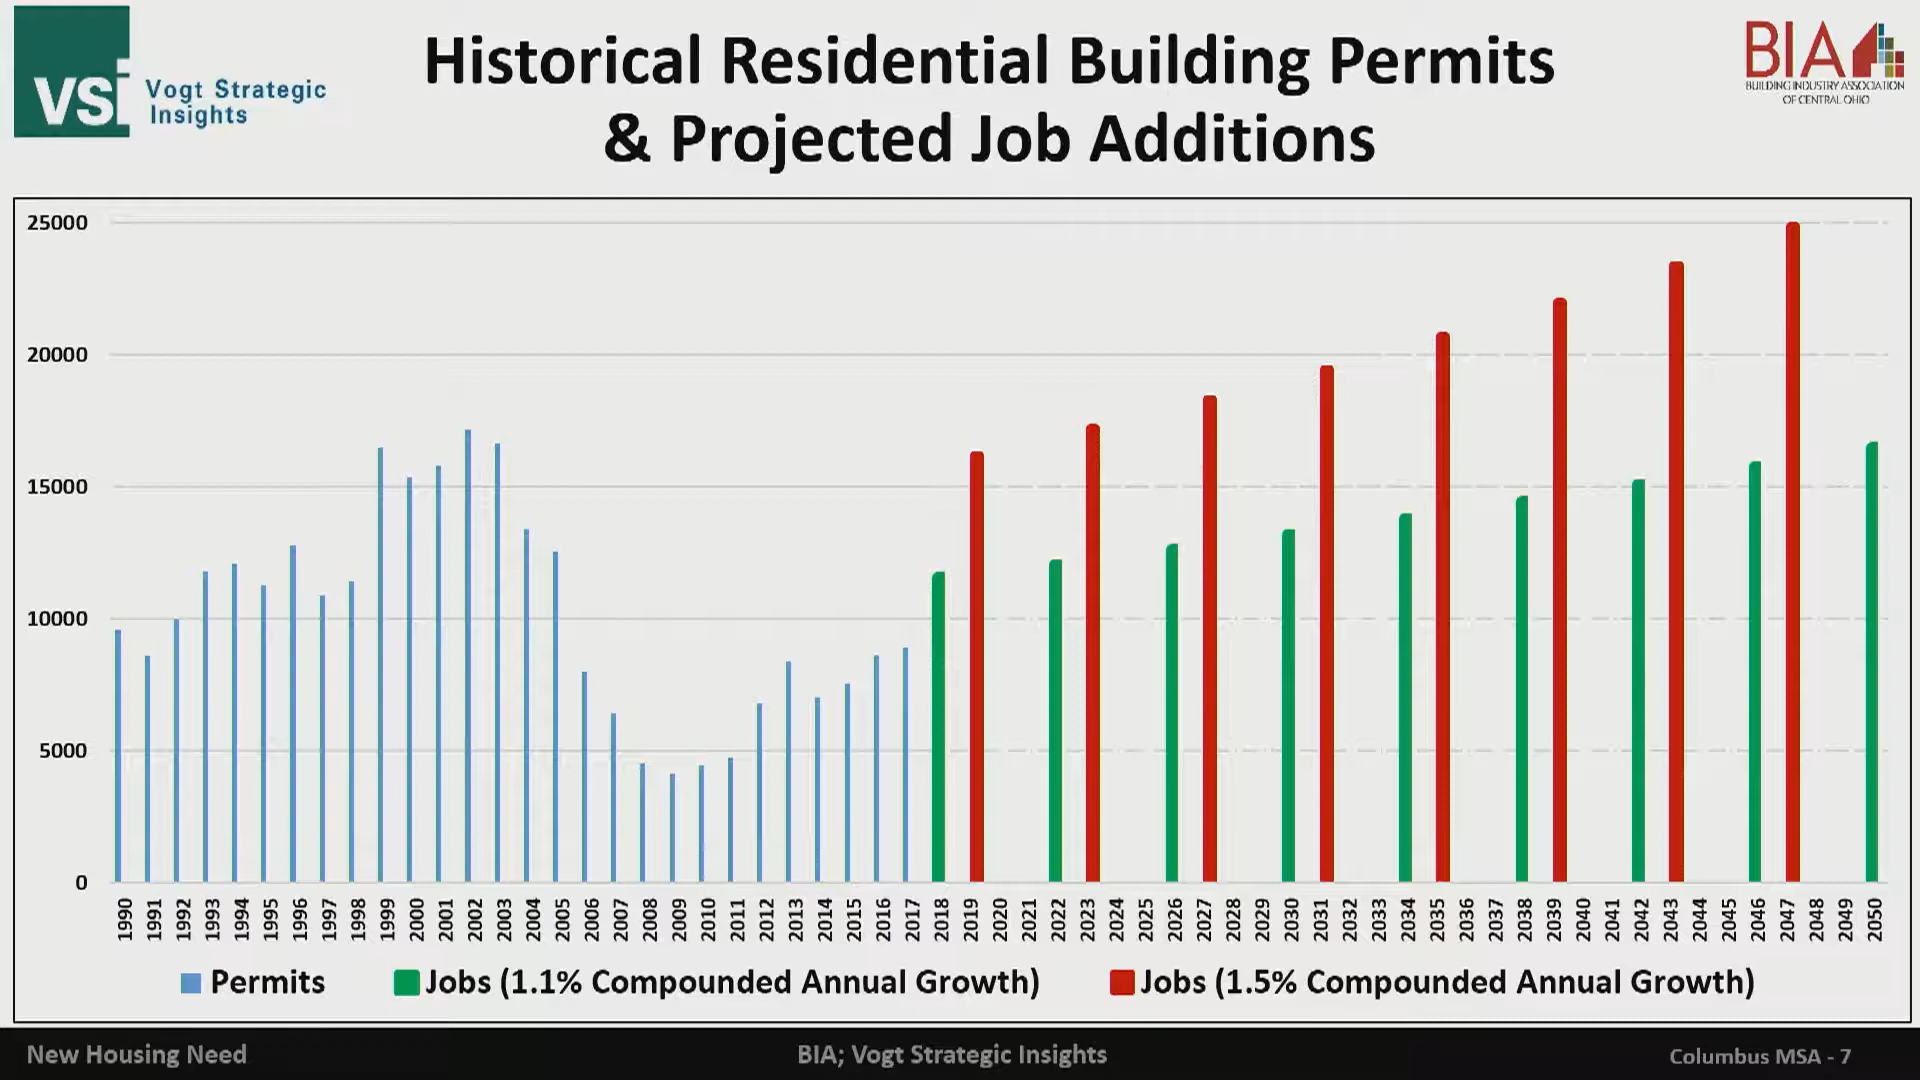 vsi Vogt Strategic
Insights
Historical Residential Building Permits
& Projected Job Additions
BIA
BUILDING INDUSTRY ASSOCIATION
OF CENTRAL OHIO
25000
20000
15000
10000
5000
0
1990 1991 1992 1993 1994 1995 1996 1997 1998 1999 2000 2001 2002 2003 2004 2005 2006 2007 2008 2009 2010 2011 2012 2013 2014 2015 2016 2017 2018 2019 2020 2021 2022 2023 2024 2025 2026 2027 2028 2029 2030 2031 2032 2033 2034 2035 2036 2037 2038 2039 2040 2041 2042 2043 2044 2045 2046 2047 2048 2049 2050
Permits Jobs (1.1% Compounded Annual Growth) Jobs (1.5% Compounded Annual Growth)
New Housing Need BIA; Vogt Strategic Insights Columbus MSA - 7